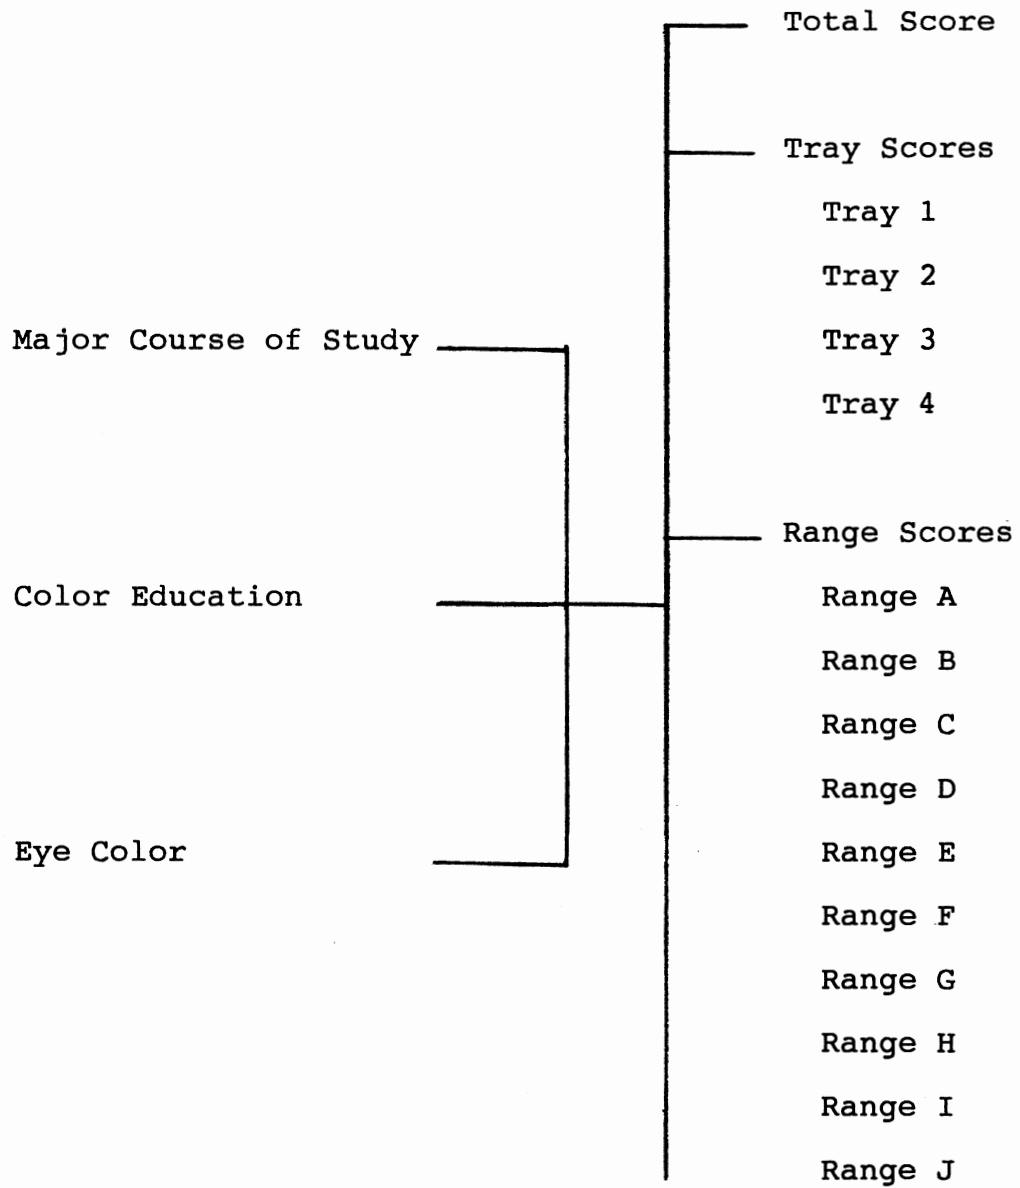 Total Score
Tray Scores
Tray 1
Tray 2
Major Course of Study
Tray 3
Tray 4
Range Scores
Color Education
Range A
Range B
Range C
Range D
Eye Color
Range E
Range F
Range G
Range H
Range I
Range J